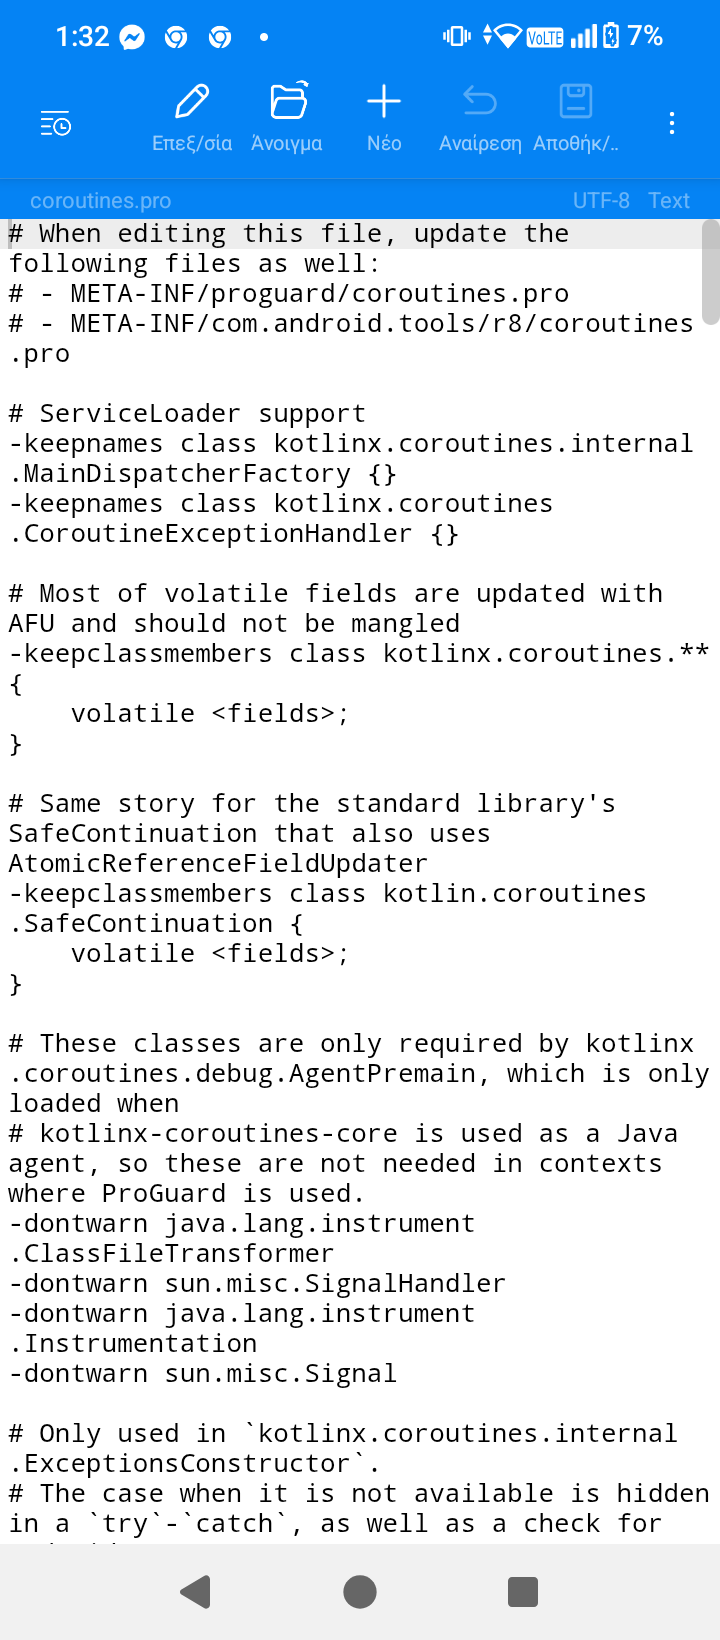 1:32 VoLTE 7%
Επεξ/σία Άνοιγμα Νέο Αναίρεση Αποθήκ/..
coroutines.pro UTF-8 Text
# When editing this file, update the
following files as well:
# - META-INF/proguard/coroutines.pro
# - META-INF/com.android.tools/r8/coroutines
.pro

# ServiceLoader support
-keepnames class kotlinx.coroutines.internal
.MainDispatcherFactory {}
-keepnames class kotlinx.coroutines
.CoroutineExceptionHandler {}

# Most of volatile fields are updated with
AFU and should not be mangled
-keepclassmembers class kotlinx.coroutines.**
{
    volatile <fields>;
}

# Same story for the standard library's
SafeContinuation that also uses
AtomicReferenceFieldUpdater
-keepclassmembers class kotlin.coroutines
.SafeContinuation {
    volatile <fields>;
}

# These classes are only required by kotlinx
.coroutines.debug.AgentPremain, which is only
loaded when
# kotlinx-coroutines-core is used as a Java
agent, so these are not needed in contexts
where ProGuard is used.
-dontwarn java.lang.instrument
.ClassFileTransformer
-dontwarn sun.misc.SignalHandler
-dontwarn java.lang.instrument
.Instrumentation
-dontwarn sun.misc.Signal

# Only used in `kotlinx.coroutines.internal
.ExceptionsConstructor`.
# The case when it is not available is hidden
in a `try`-`catch`, as well as a check for